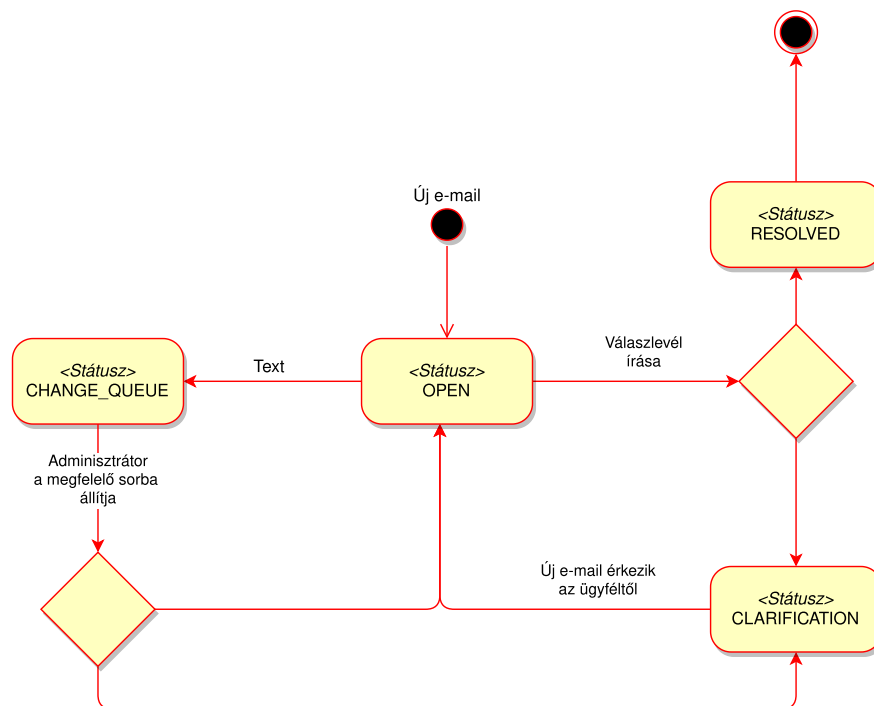 Új e-mail
<Státusz>
RESOLVED
<Státusz>
CHANGE_QUEUE
Text
<Státusz>
OPEN
Válaszlevél
írása
Adminisztrátor
a megfelelő sorba
állítja
Új e-mail érkezik
az ügyféltől
<Státusz>
CLARIFICATION